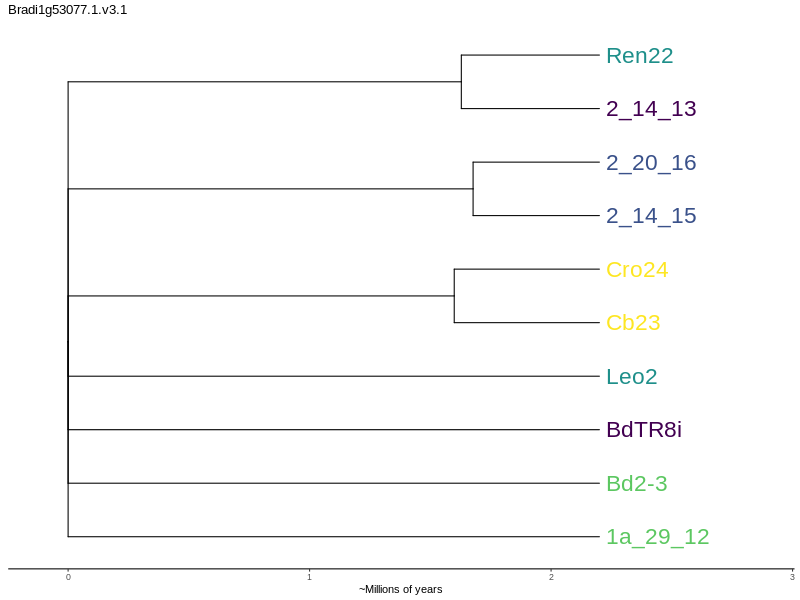 Bradi1g53077.1.v3.1
Ren22
2_14_13
2_20_16
2_14_15
Cro24
Cb23
Leo2
BdTR8i
Bd2-3
1a_29_12
0 1 2 3
~Millions of years